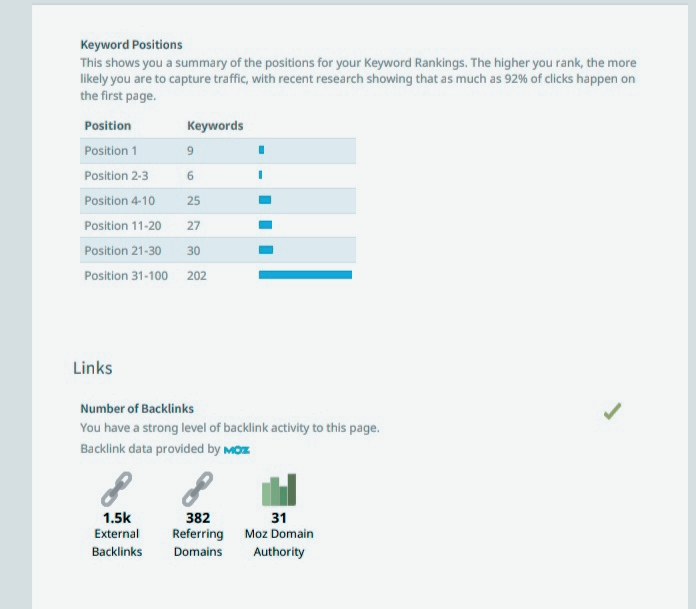 Keyword Positions
This shows you a summary of the positions for your Keyword Rankings. The higher you rank, the more
likely you are to capture traffic, with recent research showing that as much as 92% of clicks happen on
the first page.
Position Keywords
Position 1 9
Position 2-3 6
Position 4-10 25
Position 11-20 27
Position 21-30 30
Position 31-100 202
Links
Number of Backlinks
You have a strong level of backlink activity to this page.
Backlink data provided by MOZ
1.5k 382 31
External Referring Moz Domain
Backlinks Domains Authority